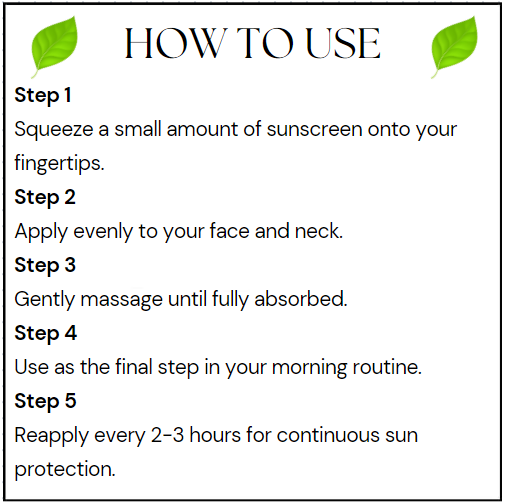 HOW TO USE
Step 1
Squeeze a small amount of sunscreen onto your
fingertips.
Step 2
Apply evenly to your face and neck.
Step 3
Gently massage until fully absorbed.
Step 4
Use as the final step in your morning routine.
Step 5
Reapply every 2-3 hours for continuous sun
protection.